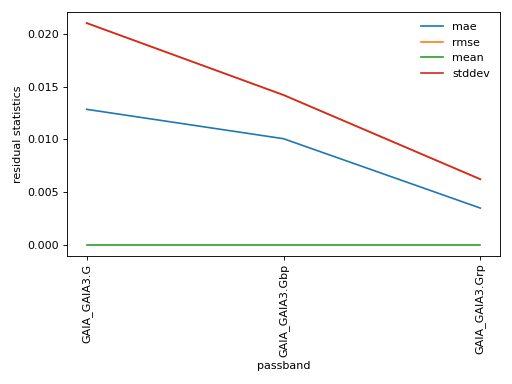 mae
rmse
mean
stddev
residual statistics
0.020
0.015
0.010
0.005
0.000
GAIA_GAIA3.G
GAIA_GAIA3.Gbp
GAIA_GAIA3.Grp
passband